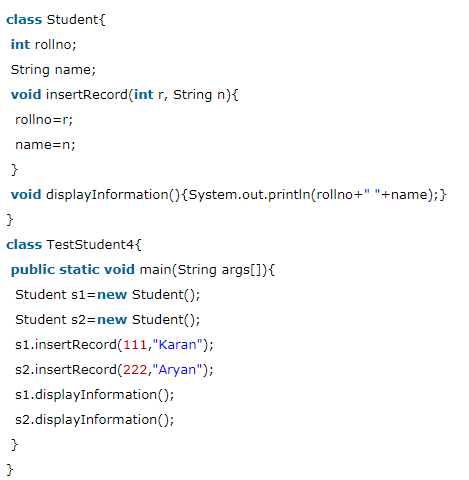 class Student{
int rollno;
String name;
void insertRecord(int r, String n){
rollno=r;
name=n;
}
void displayInformation(){System.out.println(rollno+" "+name);}
}
class TestStudent4{
public static void main(String args[]){
Student s1=new Student();
Student s2=new Student();
s1.insertRecord(111,"Karan");
s2.insertRecord(222,"Aryan");
s1.displayInformation();
s2.displayInformation();
}
}